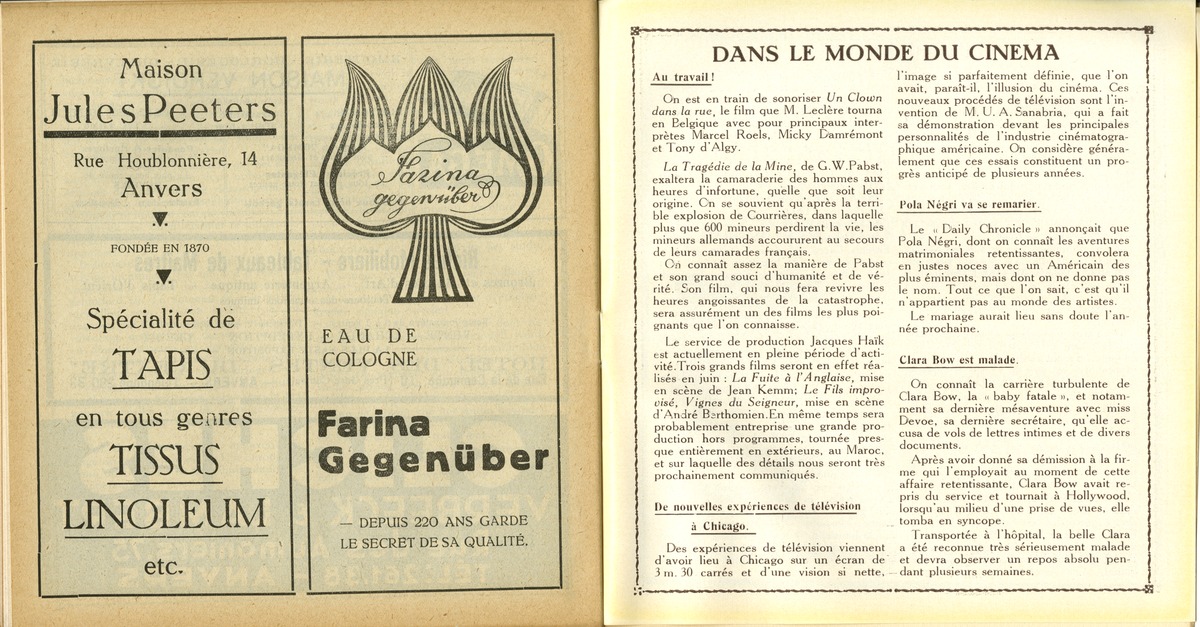 Maison
Jules Peeters
Rue Houblonnière, 14
Anvers
FONDÉE EN 1870
Spécialité de
TAPIS
en tous genres
TISSUS
LINOLEUM
etc.
Farina
gegenüber
EAU DE
COLOGNE
Farina
Gegenüber
— DEPUIS 220 ANS GARDE
LE SECRET DE SA QUALITÉ.
DANS LE MONDE DU CINEMA
Au travail !
On est en train de sonoriser Un Clown
dans la rue, le film que M. Leclère tourna
en Belgique avec pour principaux inter-
prètes Marcel Roels, Micky Damrémont
et Tony d'Algy.
La Tragédie de la Mine, de G.W.Pabst,
exaltera la camaraderie des hommes aux
heures d'infortune, quelle que soit leur
origine. On se souvient qu'après la terri-
ble explosion de Courrières, dans laquelle
plus que 600 mineurs perdirent la vie, les
mineurs allemands accoururent au secours
de leurs camarades français.
On connaît assez la manière de Pabst
et son grand souci d'humanité et de vé-
rité. Son film, qui nous fera revivre les
heures angoissantes de la catastrophe,
sera assurément un des films les plus poi-
gnants que l'on connaisse.
Le service de production Jacques Haïk
est actuellement en pleine période d'acti-
vité.Trois grands films seront en effet réa-
lisés en juin : La Fuite à l'Anglaise, mise
en scène de Jean Kemm; Le Fils impro-
visé, Vignes du Seigneur, mise en scène
d'André Berthomien.En même temps sera
probablement entreprise une grande pro-
duction hors programmes, tournée pres-
que entièrement en extérieurs, au Maroc,
et sur laquelle des détails nous seront très
prochainement communiqués.
De nouvelles expériences de télévision
à Chicago.
Des expériences de télévision viennent
d'avoir lieu à Chicago sur un écran de
3 m. 30 carrés et d'une vision si nette,
l'image si parfaitement définie, que l'on
avait, paraît-il, l'illusion du cinéma. Ces
nouveaux procédés de télévision sont l'in-
vention de M. U. A. Sanabria, qui a fait
sa démonstration devant les principales
personnalités de l'industrie cinématogra-
phique américaine. On considère généra-
lement que ces essais constituent un pro-
grès anticipé de plusieurs années.
Pola Négri va se remarier.
Le « Daily Chronicle » annonçait que
Pola Négri, dont on connaît les aventures
matrimoniales retentissantes, convolera
en justes noces avec un Américain des
plus éminents, mais dont on ne donne pas
le nom. Tout ce que l'on sait, c'est qu'il
n'appartient pas au monde des artistes.
Le mariage aurait lieu sans doute l'an-
née prochaine.
Clara Bow est malade.
On connaît la carrière turbulente de
Clara Bow, la « baby fatale », et notam-
ment sa dernière mésaventure avec miss
Devoe, sa dernière secrétaire, qu'elle ac-
cusa de vols de lettres intimes et de divers
documents.
Après avoir donné sa démission à la fir-
me qui l'employait au moment de cette
affaire retentissante, Clara Bow avait re-
pris du service et tournait à Hollywood,
lorsqu'au milieu d'une prise de vues, elle
tomba en syncope.
Transportée à l'hôpital, la belle Clara
a été reconnue très sérieusement malade
et devra observer un repos absolu pen-
dant plusieurs semaines.